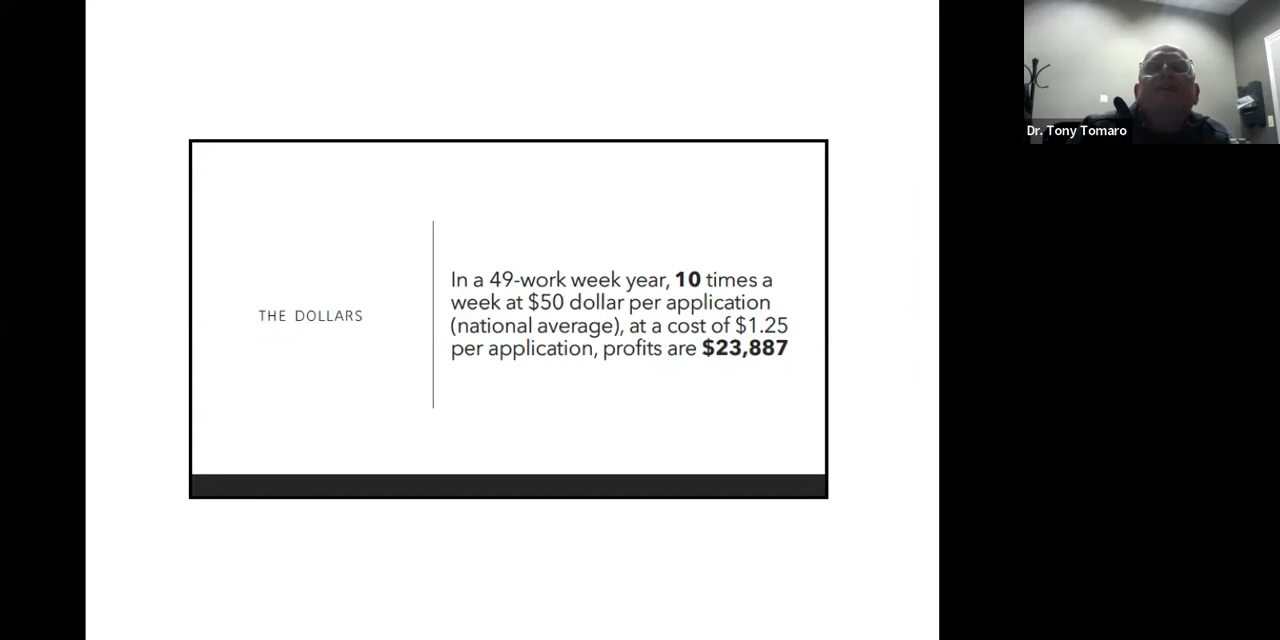 THE DOLLARS
In a 49-work week year, 10 times a
week at $50 dollar per application
(national average), at a cost of $1.25
per application, profits are $23,887
Dr. Tony Tomaro